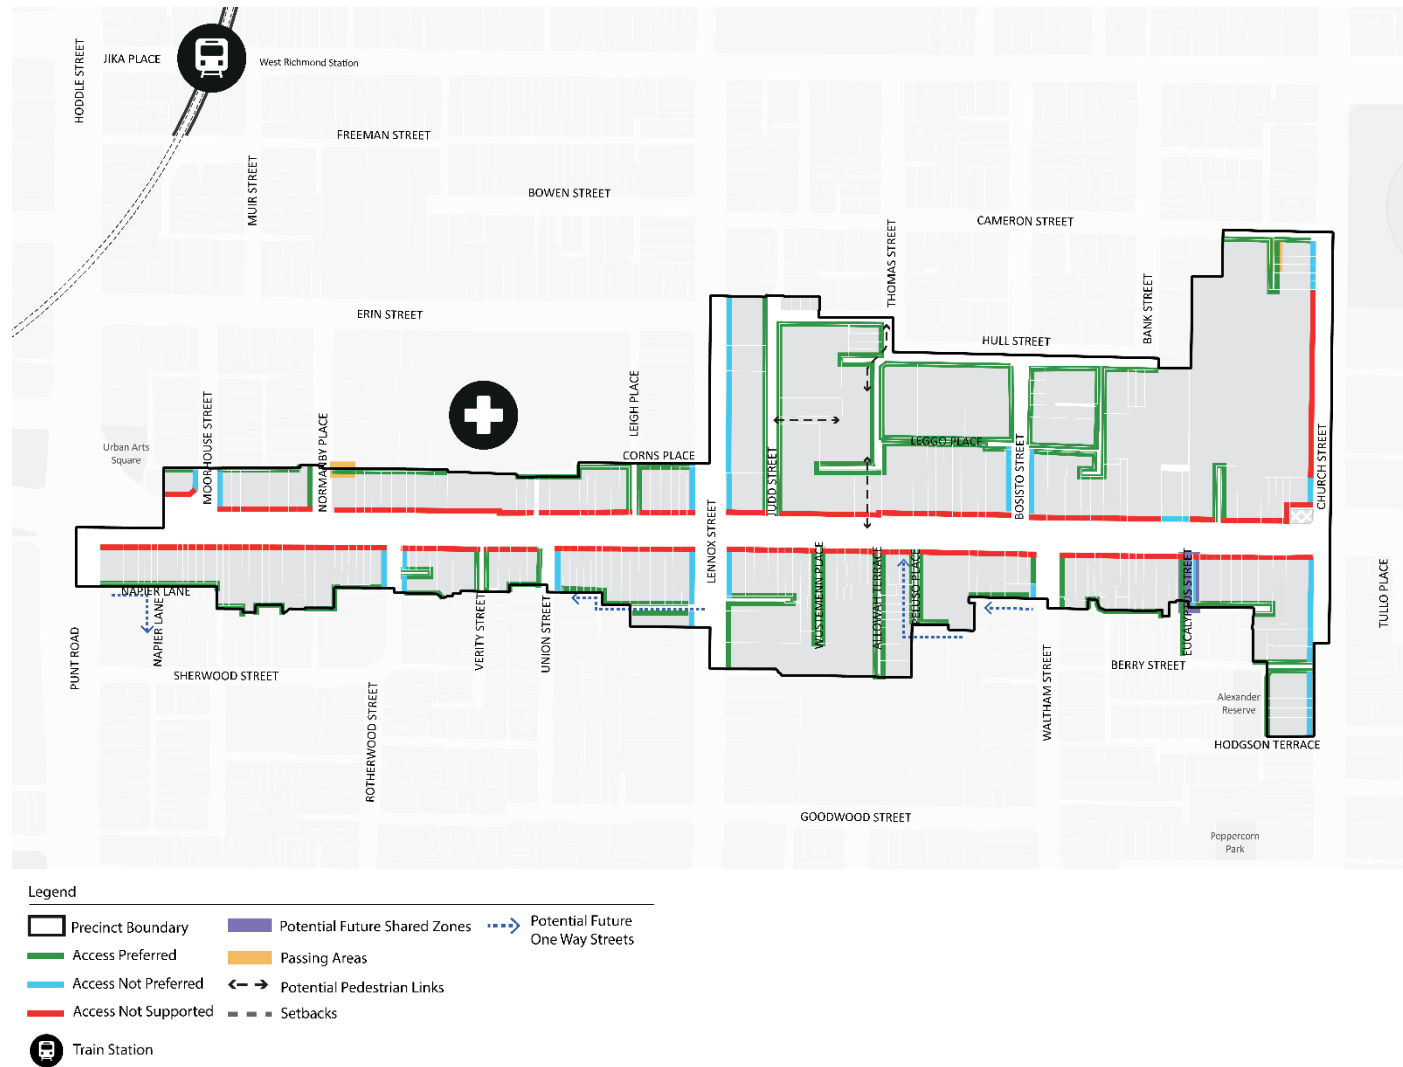 HODDLE STREET
JIKA PLACE
West Richmond Station
FREEMAN STREET
MUIR STREET
BOWEN STREET
CAMERON STREET
THOMAS STREET
BANK STREET
ERIN STREET
HULL STREET
LEIGH PLACE
MOORHOUSE STREET
NORMANBY PLACE
Urban Arts
Square
CORNS PLACE
JUDD STREET
LEGGO PLACE
BOSISTO STREET
CHURCH STREET
LENNOX STREET
WUSTEMENN PLACE
ALLOWAH TERRACE
PELUSO PLACE
EUCALYPTUS STREET
TULLO PLACE
NAPIER LANE
NAPIER LANE
PUNT ROAD
SHERWOOD STREET
VERITY STREET
UNION STREET
ROTHERWOOD STREET
WALTHAM STREET
BERRY STREET
Alexander
Reserve
HODGSON TERRACE
GOODWOOD STREET
Peppercorn
Park
Legend
Precinct Boundary
Access Preferred
Access Not Preferred
Access Not Supported
Train Station
Potential Future Shared Zones
Passing Areas
Potential Pedestrian Links
Setbacks
Potential Future
One Way Streets